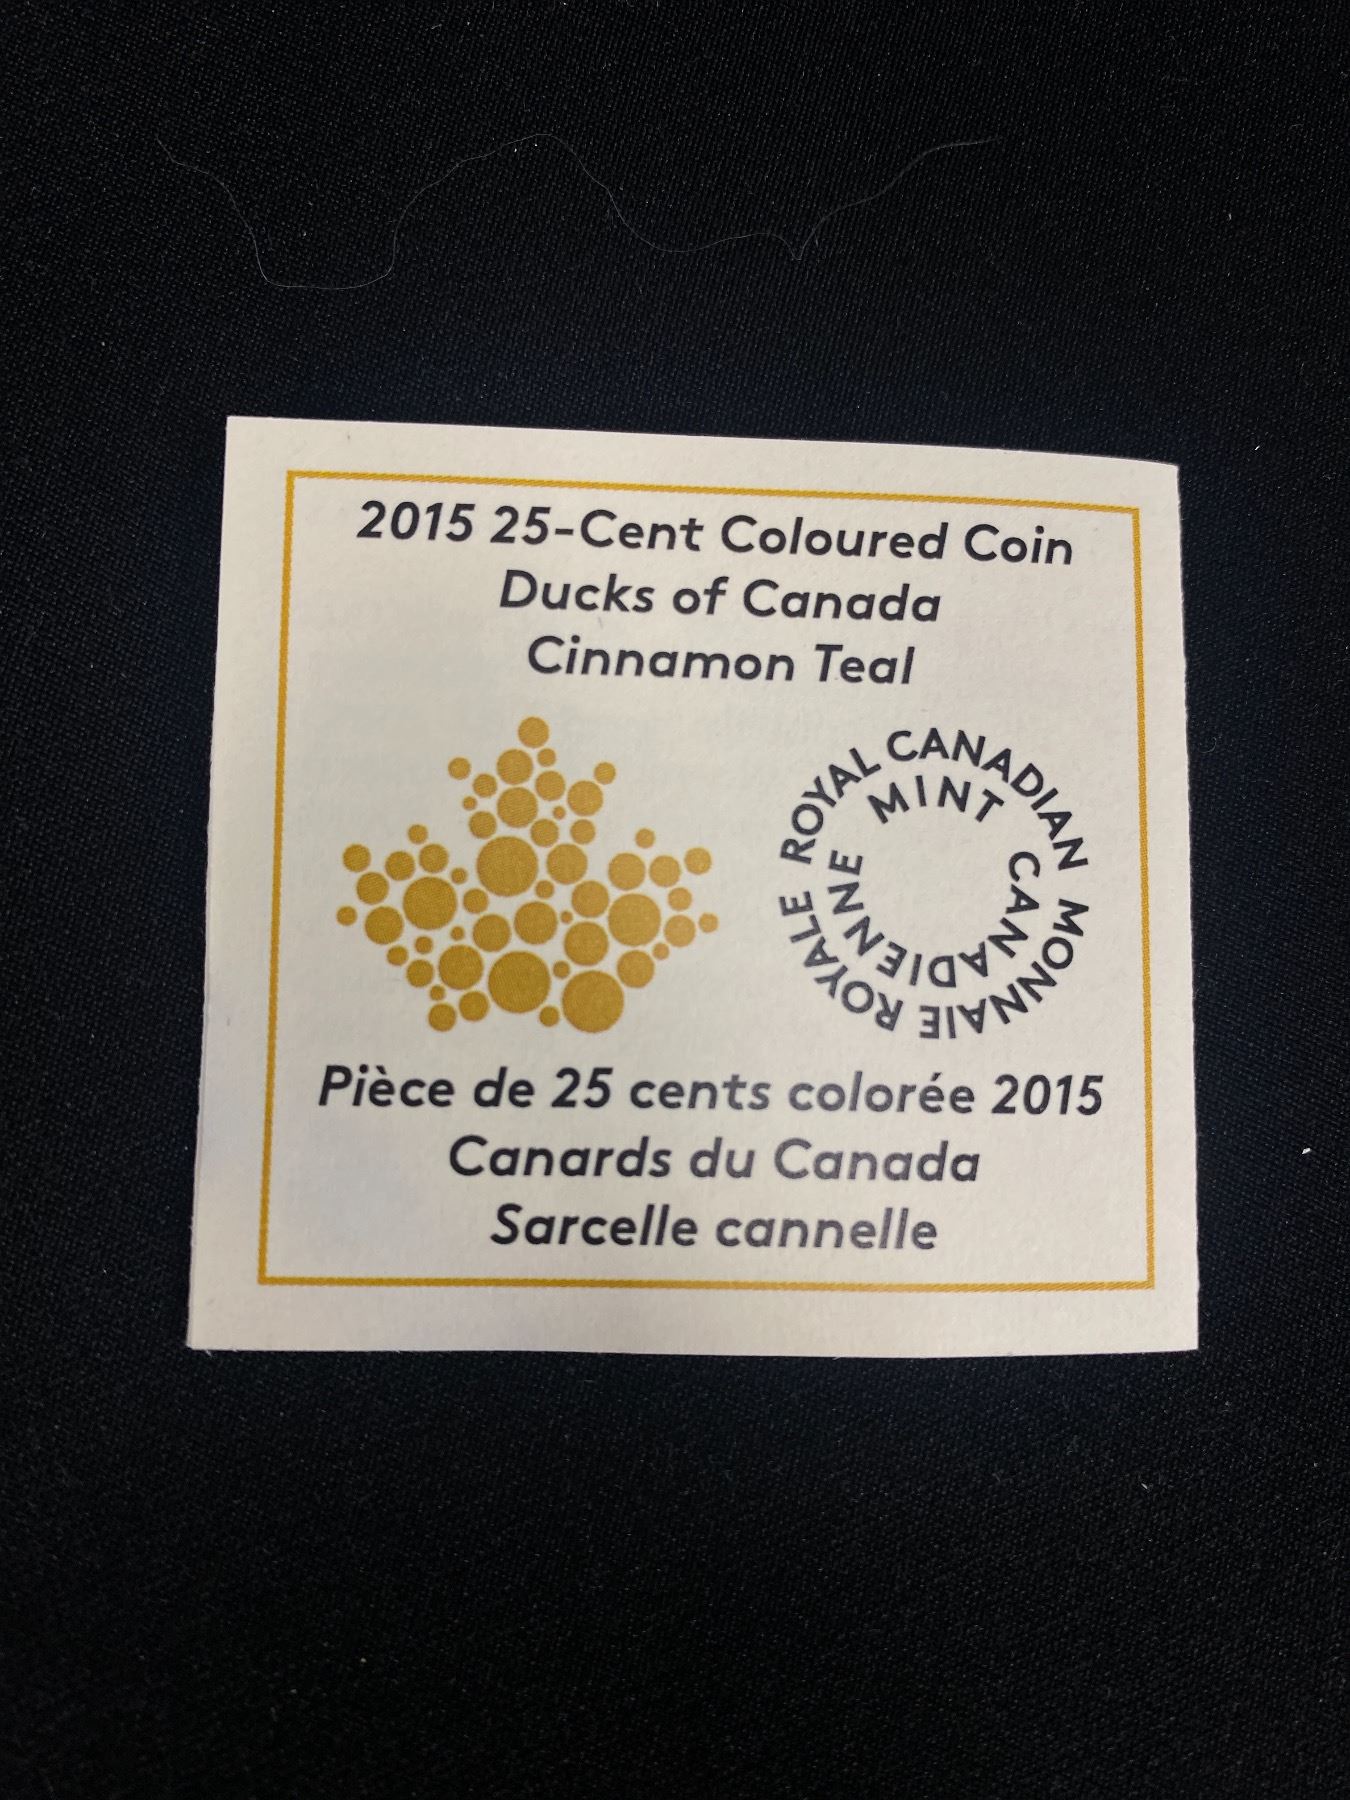 2015 25-Cent Coloured Coin
Ducks of Canada
Cinnamon Teal
ROYAL CANADIAN
MINT
MONNAIE ROYALE
CANADIENNE
Pièce de 25 cents colorée 2015
Canards du Canada
Sarcelle cannelle